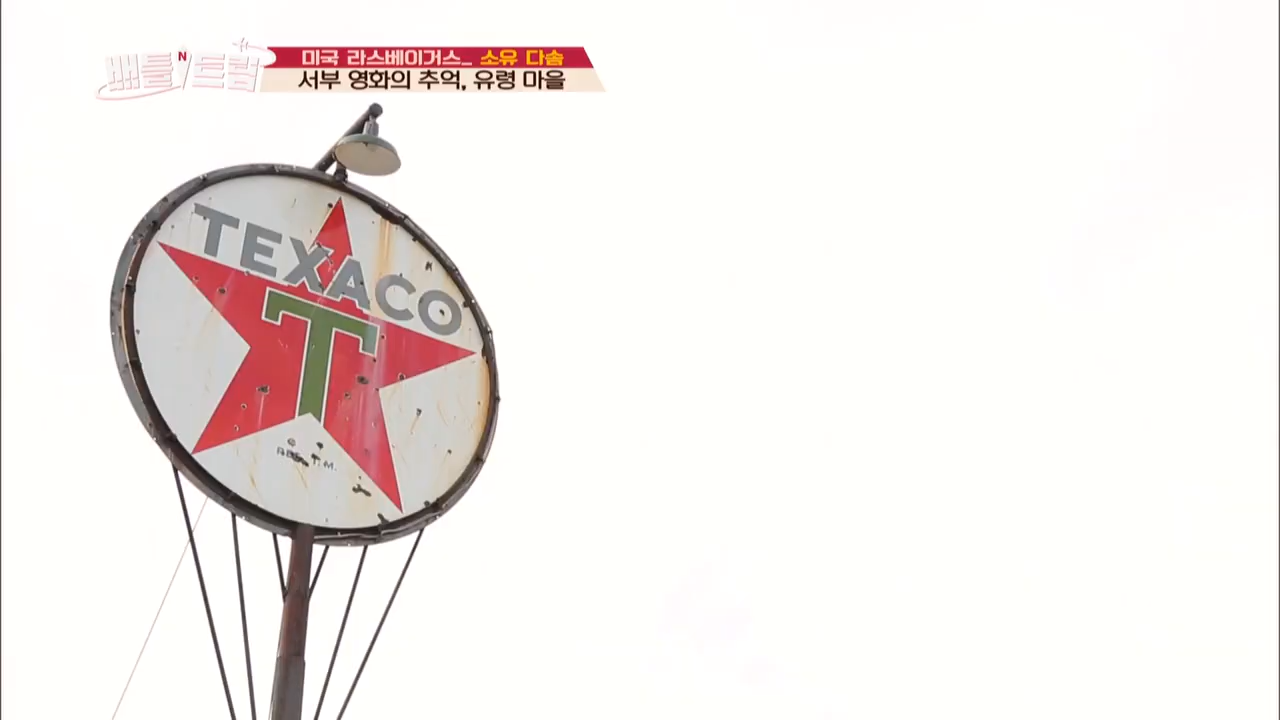 배틀트립
미국 라스베이거스_ 소유 다솜
서부 영화의 추억, 유령 마을
TEXACO
T